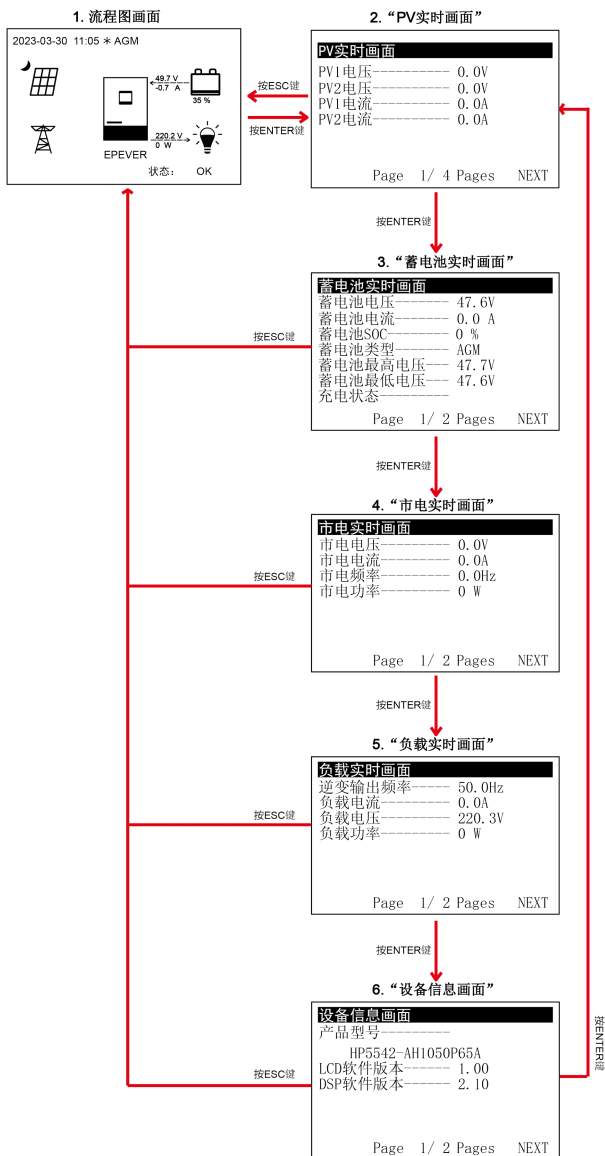 1. 流程图画面
2023-03-30 11:05 ＊ AGM
49.7 V
-0.7 A
35 %
220.2 V
0 W
EPEVER
状态： OK
按ESC键
按ENTER键
2. “PV实时画面”
PV实时画面
PV1电压---------- 0.0V
PV2电压---------- 0.0V
PV1电流---------- 0.0A
PV2电流---------- 0.0A
Page 1/ 4 Pages NEXT
按ENTER键
3. “蓄电池实时画面”
蓄电池实时画面
蓄电池电压------- 47.6V
蓄电池电流------- 0.0 A
蓄电池SOC-------- 0 %
蓄电池类型------- AGM
蓄电池最高电压--- 47.7V
蓄电池最低电压--- 47.6V
充电状态---------
Page 1/ 2 Pages NEXT
按ESC键
按ENTER键
4. “市电实时画面”
市电实时画面
市电电压--------- 0.0V
市电电流--------- 0.0A
市电频率--------- 0.0Hz
市电功率--------- 0 W
Page 1/ 2 Pages NEXT
按ESC键
按ENTER键
5. “负载实时画面”
负载实时画面
逆变输出频率----- 50.0Hz
负载电流--------- 0.0A
负载电压--------- 220.3V
负载功率--------- 0 W
Page 1/ 2 Pages NEXT
按ESC键
按ENTER键
6. “设备信息画面”
设备信息画面
产品型号---------
HP5542-AH1050P65A
LCD软件版本------ 1.00
DSP软件版本------ 2.10
Page 1/ 2 Pages NEXT
按ESC键
按ENTER键